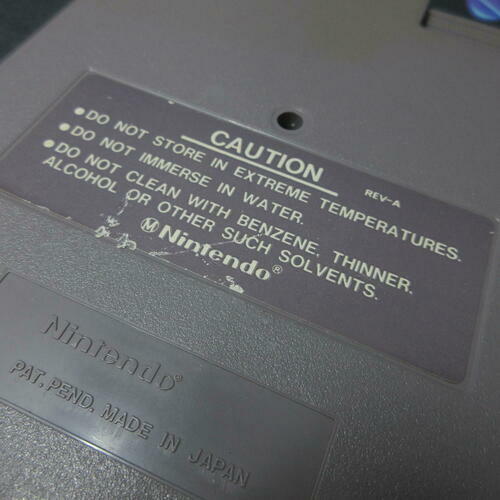 CAUTION
REV-A
•DO NOT STORE IN EXTREME TEMPERATURES.
•DO NOT IMMERSE IN WATER.
•DO NOT CLEAN WITH BENZENE, THINNER,
ALCOHOL OR OTHER SUCH SOLVENTS.
Ⓜ Nintendo®
Nintendo®
PAT. PEND. MADE IN JAPAN